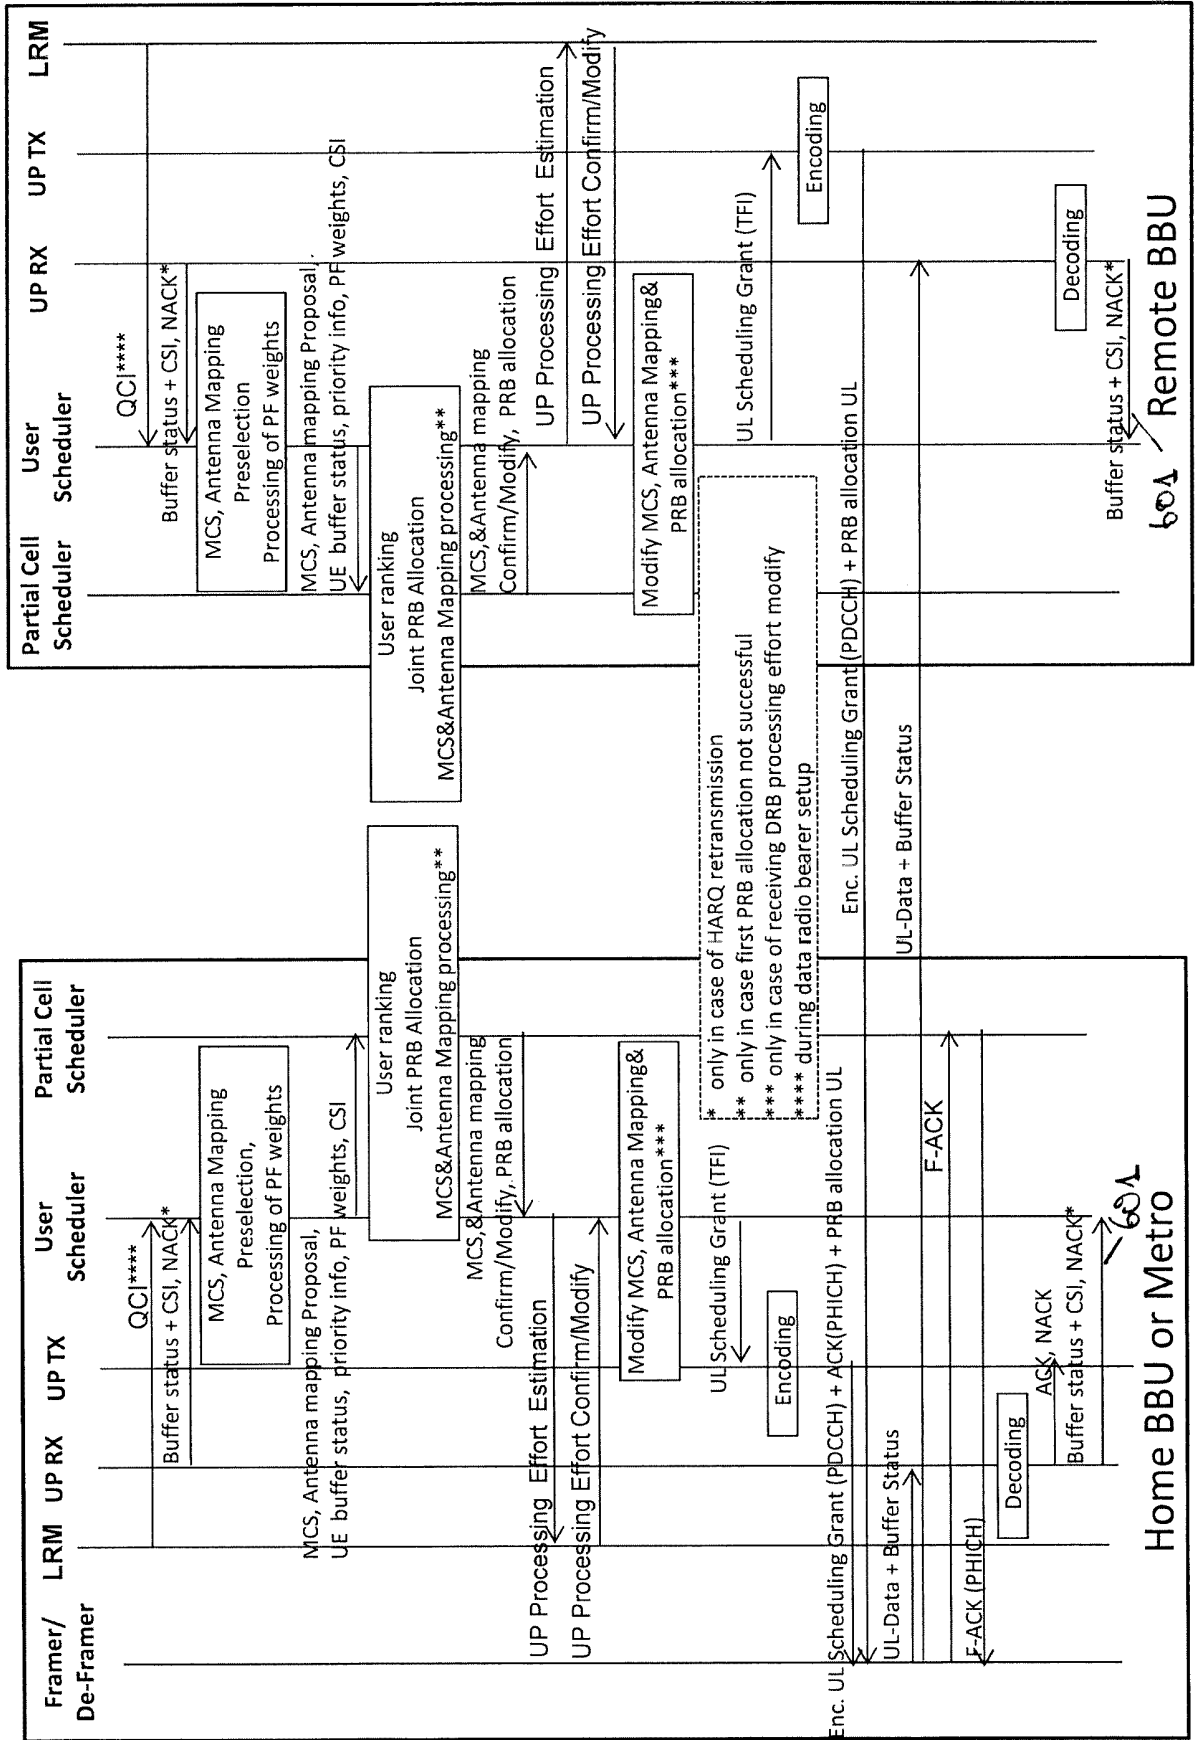 Framer/
De-Framer
LRM
UP RX
UP TX
User
Scheduler
Partial Cell
Scheduler
Partial Cell
Scheduler
User
Scheduler
UP RX
UP TX
LRM
QCI****
Buffer status + CSI, NACK*
MCS, Antenna Mapping
Preselection,
Processing of PF weights
MCS, Antenna mapping Proposal,
UE buffer status, priority info, PF weights, CSI
User ranking
Joint PRB Allocation
MCS&Antenna Mapping processing**
MCS,&Antenna mapping
Confirm/Modify, PRB allocation
UP Processing Effort Estimation
UP Processing Effort Confirm/Modify
Modify MCS, Antenna Mapping&
PRB allocation***
UL Scheduling Grant (TFI)
Encoding
Enc. UL Scheduling Grant (PDCCH) + ACK(PHICH) + PRB allocation UL
UL-Data + Buffer Status
F-ACK
F-ACK (PHICH)
Decoding
ACK, NACK
Buffer status + CSI, NACK*
601
Home BBU or Metro
QCI****
Buffer status + CSI, NACK*
MCS, Antenna Mapping
Preselection
Processing of PF weights
MCS, Antenna mapping Proposal,
UE buffer status, priority info, PF weights, CSI
User ranking
Joint PRB Allocation
MCS&Antenna Mapping processing**
MCS,&Antenna mapping
Confirm/Modify, PRB allocation
UP Processing Effort Estimation
UP Processing Effort Confirm/Modify
Modify MCS, Antenna Mapping&
PRB allocation***
* only in case of HARQ retransmission
** only in case first PRB allocation not successful
*** only in case of receiving DRB processing effort modify
**** during data radio bearer setup
UL Scheduling Grant (TFI)
Encoding
Enc. UL Scheduling Grant (PDCCH) + PRB allocation UL
UL-Data + Buffer Status
Decoding
Buffer status + CSI, NACK*
601
Remote BBU